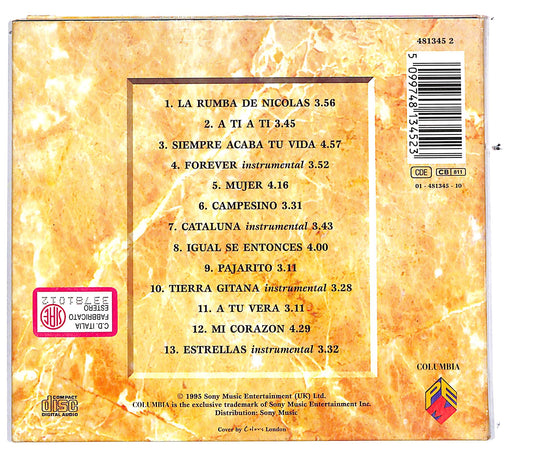 481345 2
5 099748 134523
CDE CB 811
01 - 481345 - 10
1. LA RUMBA DE NICOLAS 3.56
2. A TI A TI 3.45
3. SIEMPRE ACABA TU VIDA 4.57
4. FOREVER instrumental 3.52
5. MUJER 4.16
6. CAMPESINO 3.31
7. CATALUNA instrumental 3.43
8. IGUAL SE ENTONCES 4.00
9. PAJARITO 3.11
10. TIERRA GITANA instrumental 3.28
11. A TU VERA 3.11
12. MI CORAZON 4.29
13. ESTRELLAS instrumental 3.32
C.D. ITALIA
FABBRICATO
ESTERO
33781012
COLUMBIA
COMPACT
disc
DIGITAL AUDIO
© 1995 Sony Music Entertainment (UK) Ltd.
COLUMBIA is the exclusive trademark of Sony Music Entertainment Inc.
Distribution: Sony Music
Cover by London